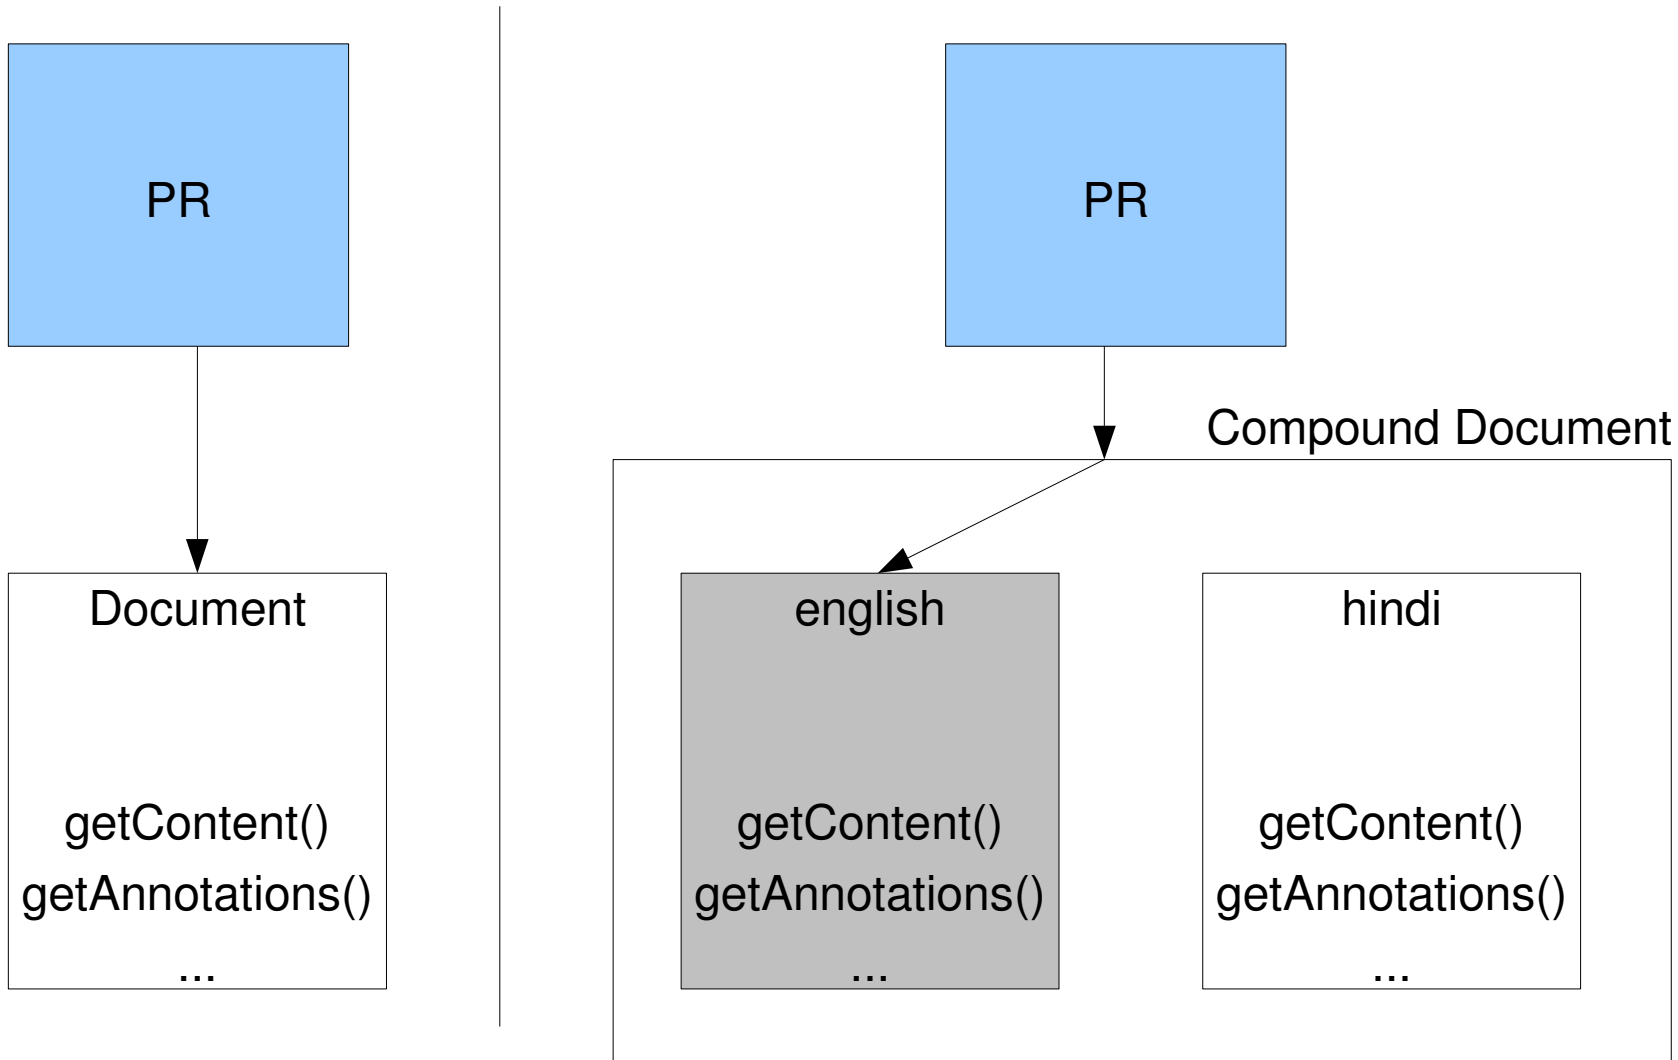 PR
Document
getContent()
getAnnotations()
...
PR
Compound Document
english
getContent()
getAnnotations()
...
hindi
getContent()
getAnnotations()
...